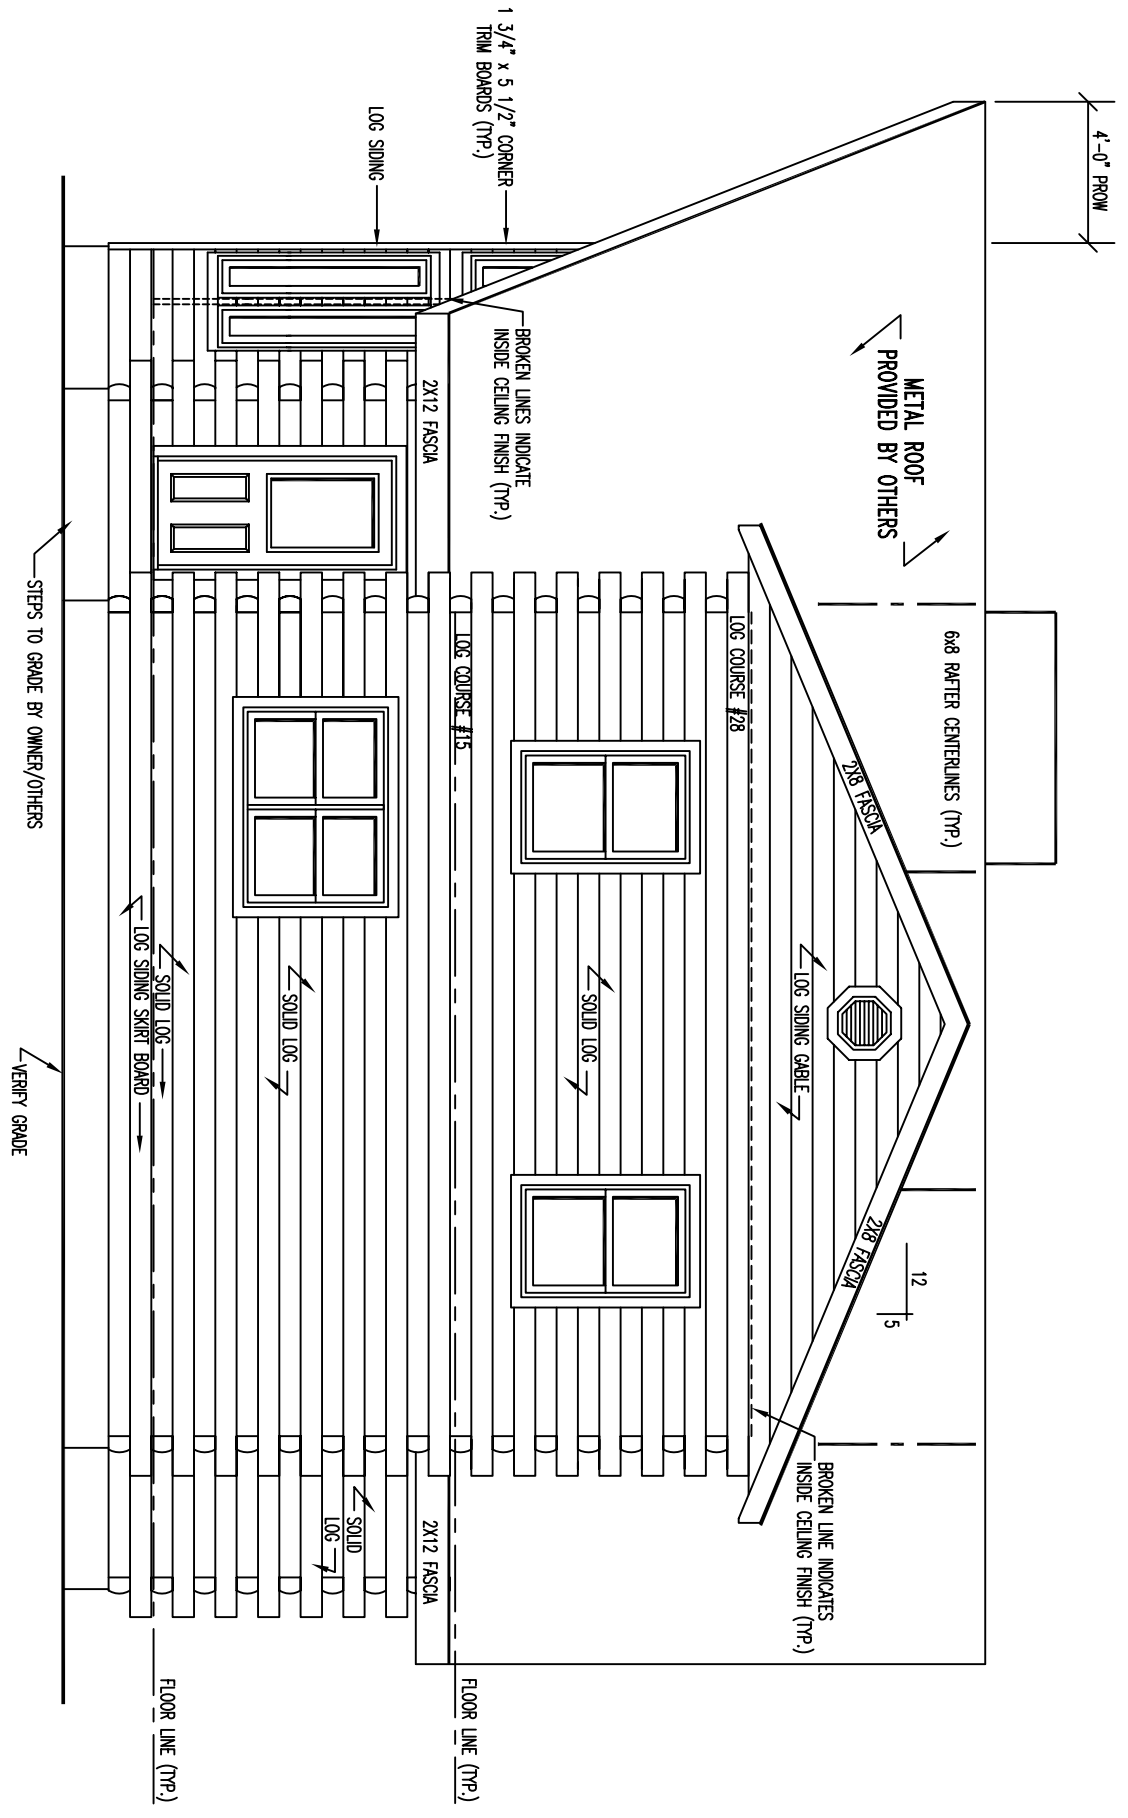 4'-0" PROW
METAL ROOF
PROVIDED BY OTHERS
6x8 RAFTER CENTERLINES (TYP.)
12
5
2X8 FASCIA
2X8 FASCIA
BROKEN LINE INDICATES
INSIDE CEILING FINISH (TYP.)
LOG SIDING GABLE
LOG COURSE #28
SOLID LOG
1 3/4" x 5 1/2" CORNER
TRIM BOARDS (TYP.)
BROKEN LINES INDICATE
INSIDE CEILING FINISH (TYP.)
LOG COURSE #15
FLOOR LINE (TYP.)
2X12 FASCIA
2X12 FASCIA
LOG SIDING
SOLID
LOG
SOLID LOG
SOLID LOG
LOG SIDING SKIRT BOARD
FLOOR LINE (TYP.)
STEPS TO GRADE BY OWNER/OTHERS
VERIFY GRADE